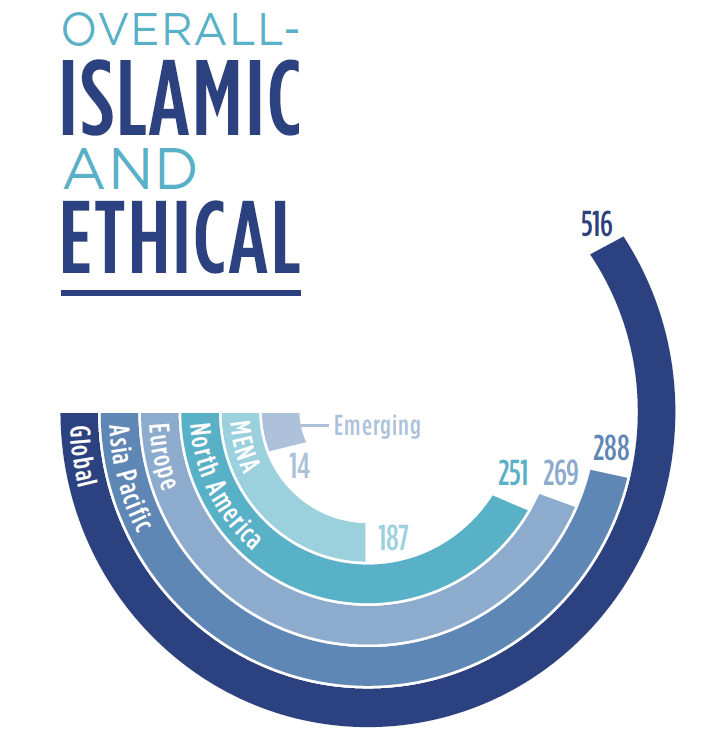 OVERALL-
ISLAMIC
AND
ETHICAL
516
Emerging
14
Global
Asia Pacific
Europe
North America
MENA
288
269
251
187